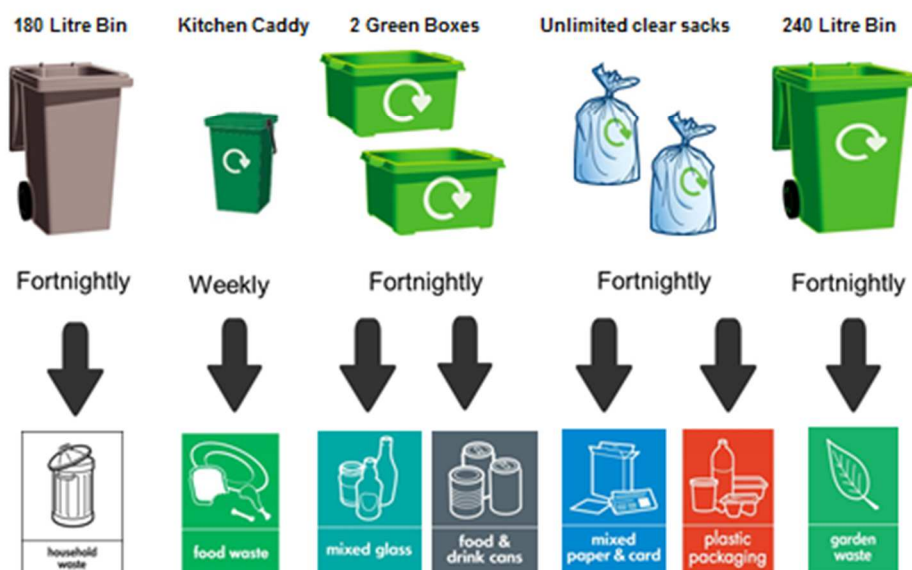 180 Litre Bin
Kitchen Caddy
2 Green Boxes
Unlimited clear sacks
240 Litre Bin
Fortnightly
Weekly
Fortnightly
Fortnightly
Fortnightly
household
waste
food waste
mixed glass
food &
drink cans
mixed
paper & card
plastic
packaging
garden
waste